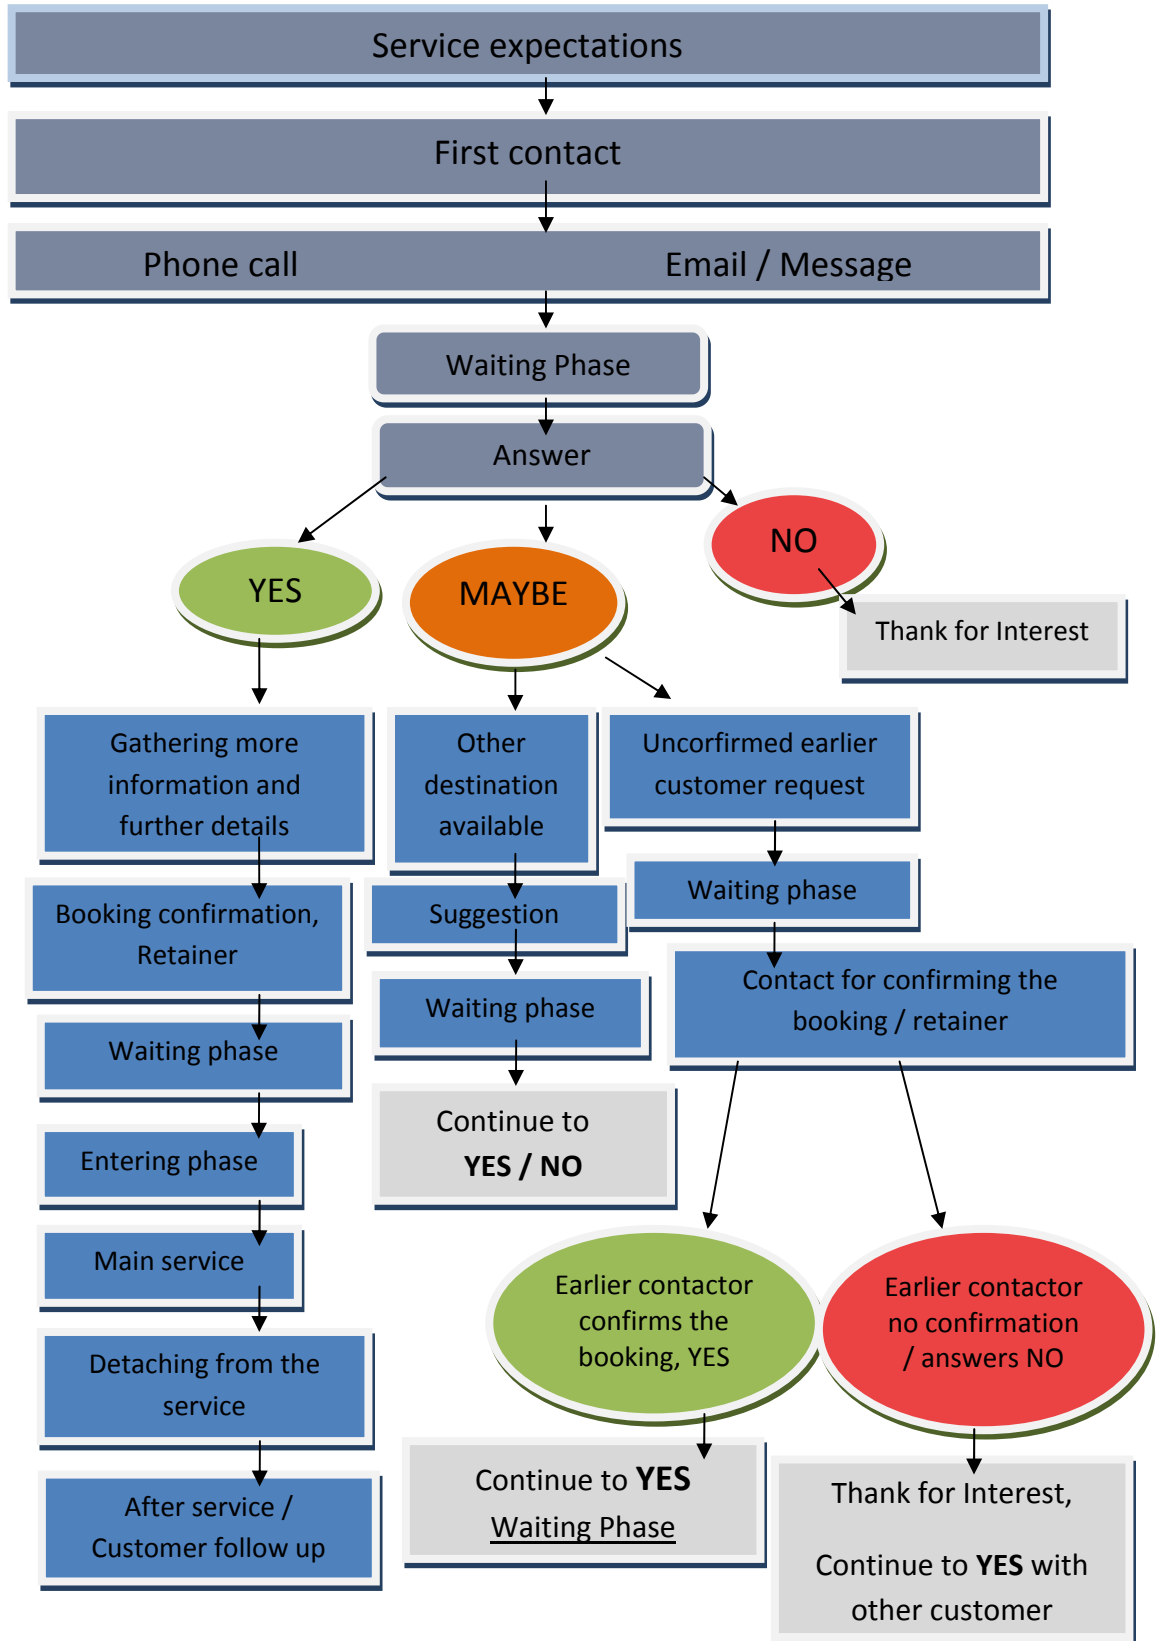 Service expectations
First contact
Phone call
Email / Message
Waiting Phase
Answer
YES
MAYBE
NO
Thank for Interest
Gathering more
information and
further details
Booking confirmation,
Retainer
Waiting phase
Entering phase
Main service
Detaching from the
service
After service /
Customer follow up
Other
destination
available
Suggestion
Waiting phase
Continue to
YES / NO
Uncorfirmed earlier
customer request
Waiting phase
Contact for confirming the
booking / retainer
Earlier contactor
confirms the
booking, YES
Continue to YES
Waiting Phase
Earlier contactor
no confirmation
/ answers NO
Thank for Interest,
Continue to YES with
other customer